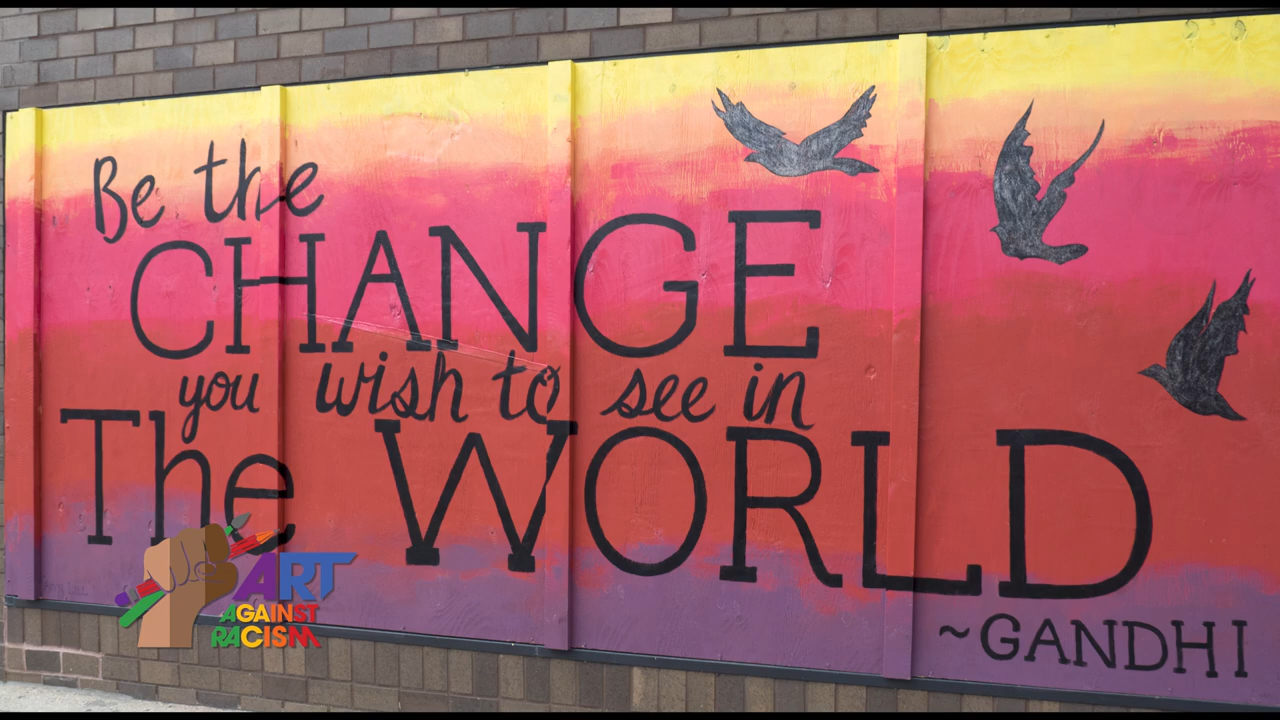 Be the
CHANGE
you wish to see in
The WORLD
~GANDHI
ART
AGAINST
RACISM